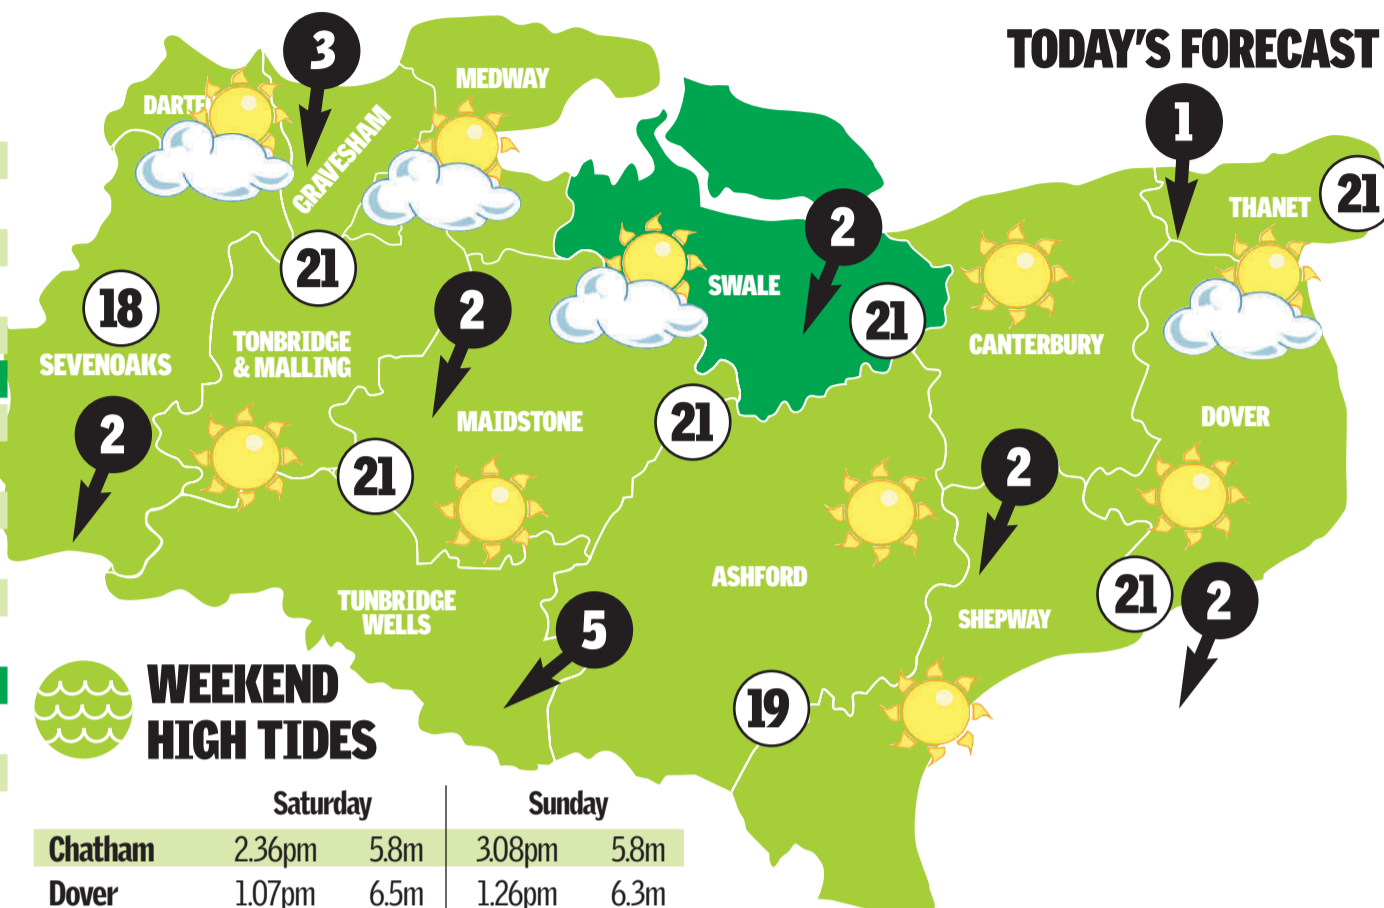 TODAY'S FORECAST
3
MEDWAY
1
GRAVESHAM
THANET
21
2
21
SWALE
18
2
21
TONBRIDGE
& MALLING
CANTERBURY
SEVENOAKS
2
MAIDSTONE
21
DOVER
21
2
ASHFORD
TUNBRIDGE
WELLS
5
SHEPWAY
21
2
19
WEEKEND
HIGH TIDES
Saturday Sunday
Chatham 2.36pm 5.8m 3.08pm 5.8m
Dover 1.07pm 6.5m 1.26pm 6.3m